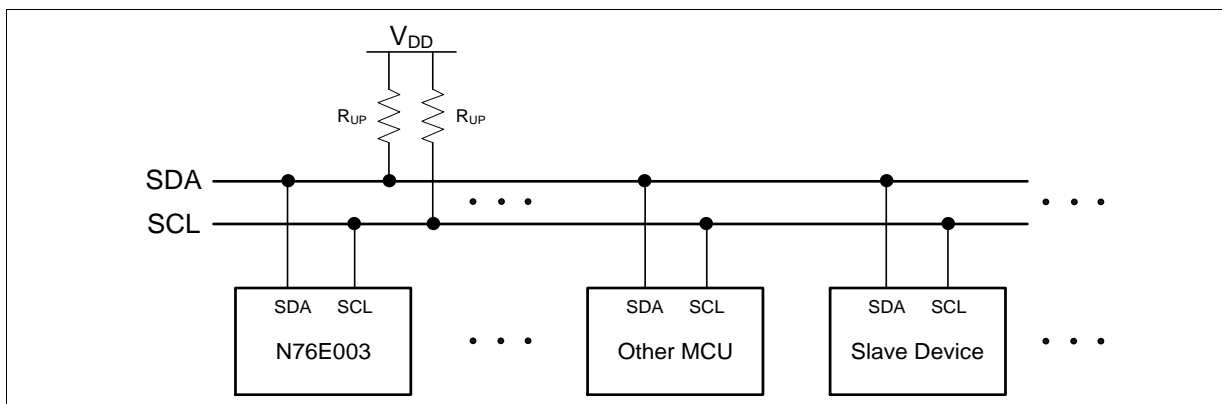 VDD
RUP RUP
SDA
SCL
SDA SCL SDA SCL SDA SCL
N76E003 Other MCU Slave Device